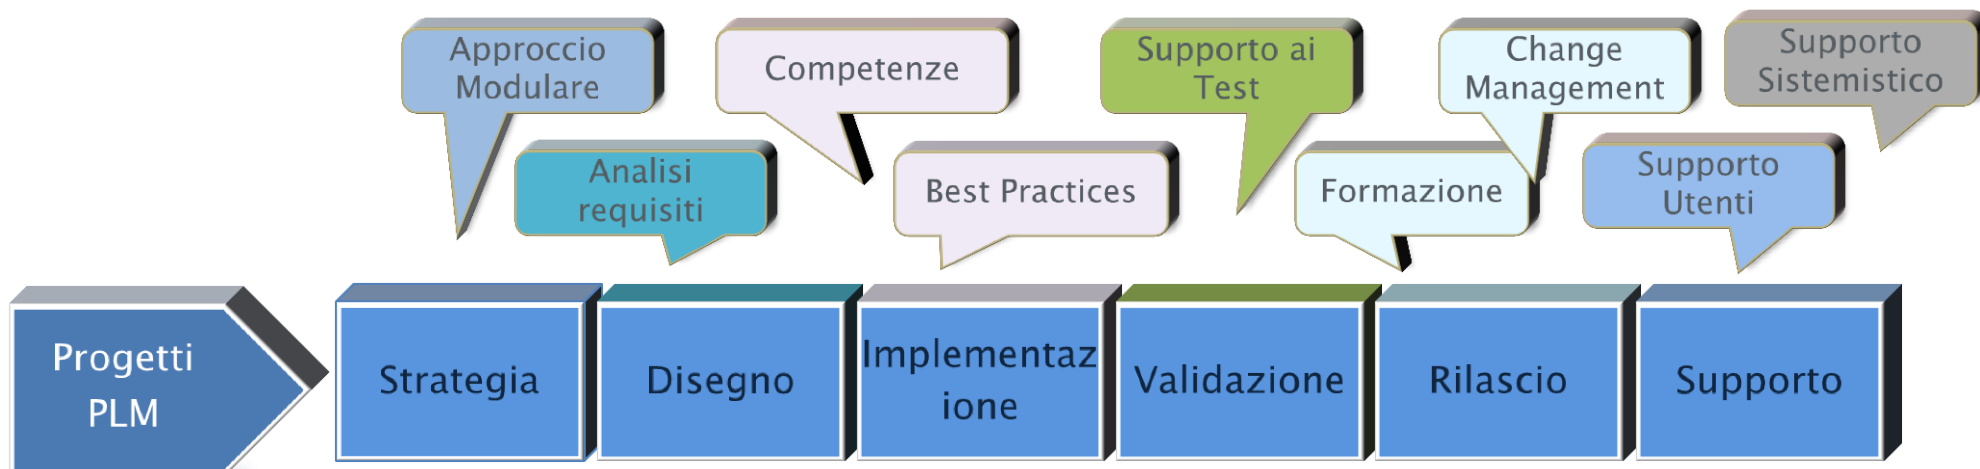 Approccio
Modulare
Competenze
Supporto ai
Test
Change
Management
Supporto
Sistemistico
Analisi
requisiti
Best Practices
Formazione
Supporto
Utenti
Progetti
PLM
Strategia
Disegno
Implementaz
ione
Validazione
Rilascio
Supporto